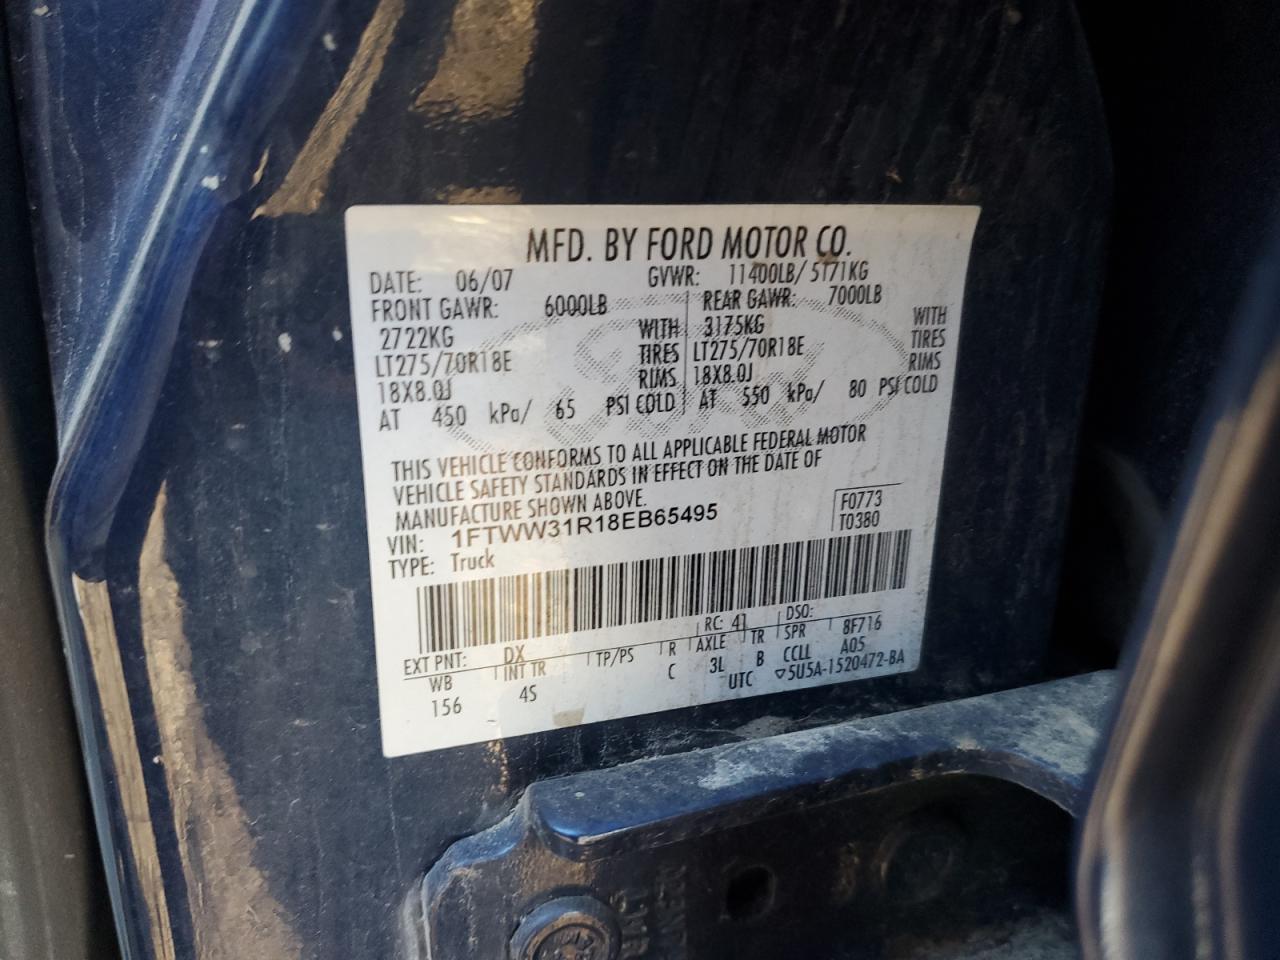 MFD. BY FORD MOTOR CO.
DATE: 06/07 GVWR: 11400LB/ 5171KG
FRONT GAWR: 6000LB REAR GAWR: 7000LB
2722KG WITH 3175KG WITH
LT275/70R18E TIRES LT275/70R18E TIRES
18X8.0J RIMS 18X8.0J RIMS
AT 450 kPa/ 65 PSI COLD AT 550 kPa/ 80 PSI COLD
THIS VEHICLE CONFORMS TO ALL APPLICABLE FEDERAL MOTOR
VEHICLE SAFETY STANDARDS IN EFFECT ON THE DATE OF
MANUFACTURE SHOWN ABOVE.
VIN: 1FTWW31R18EB65495 F0773
TYPE: Truck T0380
EXT PNT: DX RC: 41 DSO: 8F716
WB INT TR TP/PS R AXLE TR SPR A05
156 4S C 3L B CCLL
UTC ▽5U5A-1520472-BA